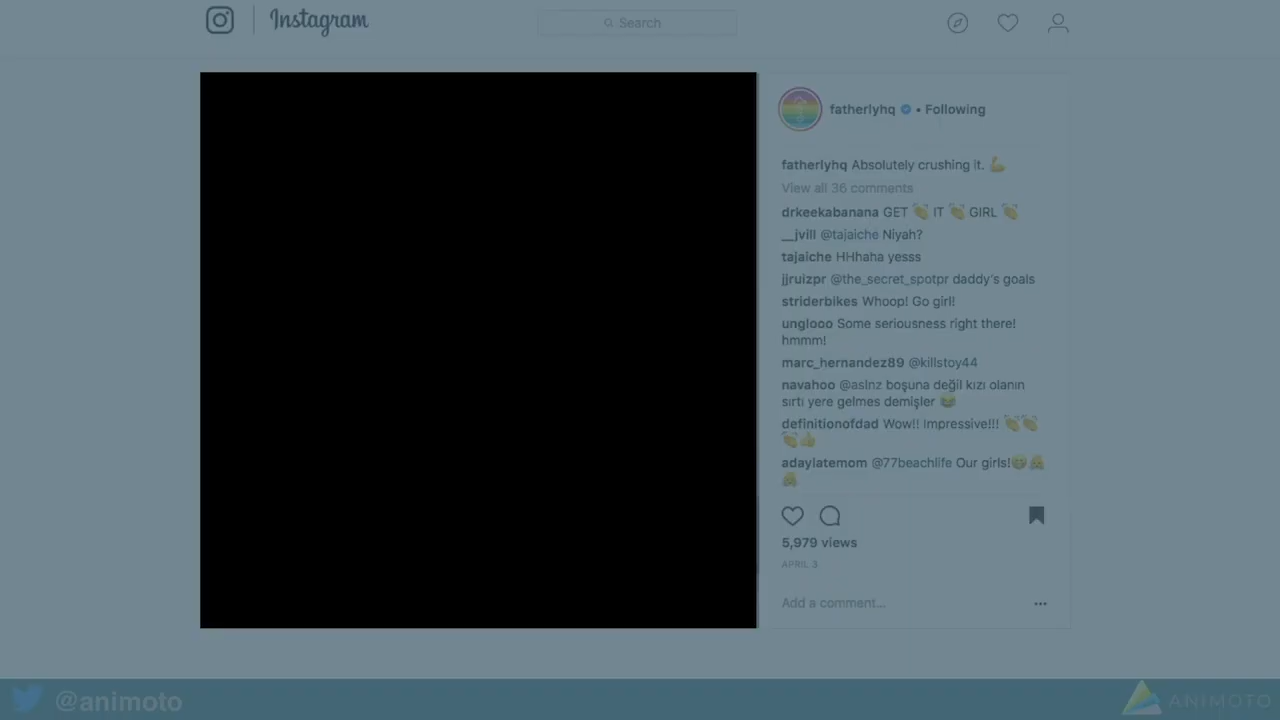 Instagram
Search
fatherlyhq • Following
fatherlyhq Absolutely crushing it. 💪
View all 36 comments
drkeekabanana GET 👏 IT 👏 GIRL 👏
__jvill @tajaiche Niyah?
tajaiche HHhaha yesss
jjruizpr @the_secret_spotpr daddy's goals
striderbikes Whoop! Go girl!
unglooo Some seriousness right there!
hmmm!
marc_hernandez89 @killstoy44
navahoo @aslnz boşuna değil kızı olanın
sırtı yere gelmes demişler 😂
definitionofdad Wow!! Impressive!!! 👏👏
👏👍
adaylatemom @77beachlife Our girls!
5,979 views
APRIL 3
Add a comment...
@animoto
ANIMOTO